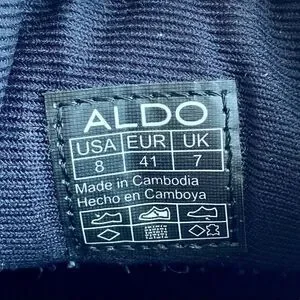 ALDO
USA EUR UK
8 41 7
Made in Cambodia
Hecho en Camboya